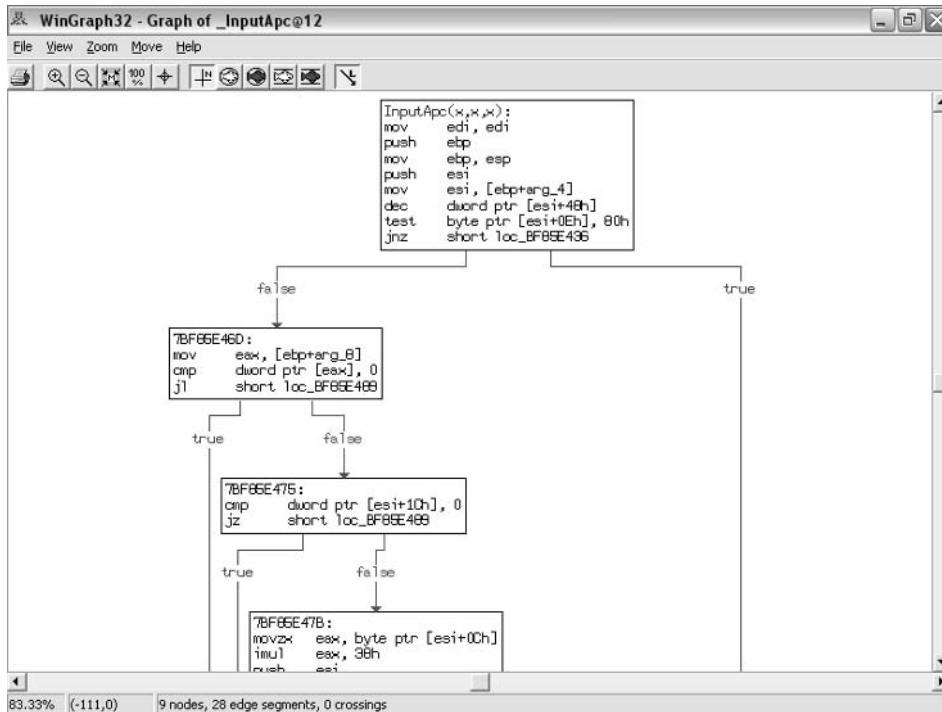 WinGraph32 - Graph of _InputApc@12
File View Zoom Move Help
100 %
InputApc(x,x,x):
mov edi, edi
push ebp
mov ebp, esp
push esi
mov esi, [ebp+arg_4]
dec dword ptr [esi+48h]
test byte ptr [esi+0Eh], 80h
jnz short loc_BF85E436
false
true
7BF85E46D:
mov eax, [ebp+arg_8]
cmp dword ptr [eax], 0
jl short loc_BF85E489
true
false
7BF85E475:
cmp dword ptr [esi+1Ch], 0
jz short loc_BF85E489
true
false
7BF85E47B:
movzx eax, byte ptr [esi+0Ch]
imul eax, 38h
push esi
83.33% (-111,0) 9 nodes, 28 edge segments, 0 crossings